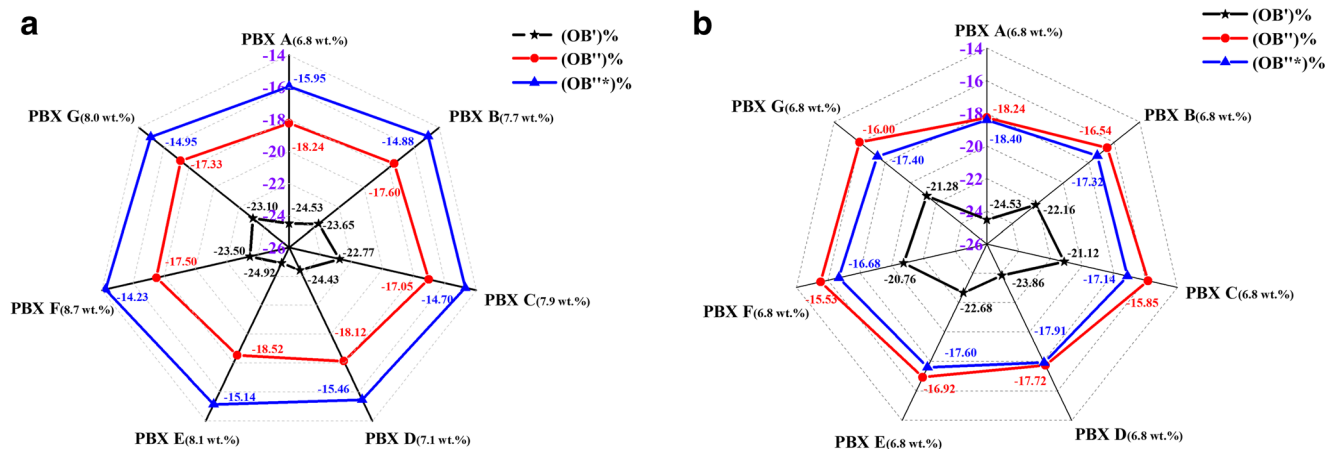 a
PBX A(6.8 wt.%)
(OB')%
(OB'')%
(OB''*)%
-14
-16
-18
-20
-22
-24
-26
PBX B(7.7 wt.%)
PBX C(7.9 wt.%)
PBX D(7.1 wt.%)
PBX E(8.1 wt.%)
PBX F(8.7 wt.%)
PBX G(8.0 wt.%)
-15.95
-14.88
-14.70
-15.46
-15.14
-14.23
-14.95
-18.24
-17.60
-17.05
-18.12
-18.52
-17.50
-17.33
-24.53
-23.65
-22.77
-24.43
-24.92
-23.50
-23.10
b
PBX A(6.8 wt.%)
(OB')%
(OB'')%
(OB''*)%
-14
-16
-18
-20
-22
-24
-26
PBX B(6.8 wt.%)
PBX C(6.8 wt.%)
PBX D(6.8 wt.%)
PBX E(6.8 wt.%)
PBX F(6.8 wt.%)
PBX G(6.8 wt.%)
-18.24
-16.54
-15.85
-17.72
-16.92
-15.53
-16.00
-18.40
-17.32
-17.14
-17.91
-17.60
-16.68
-17.40
-24.53
-22.16
-21.12
-23.86
-22.68
-20.76
-21.28